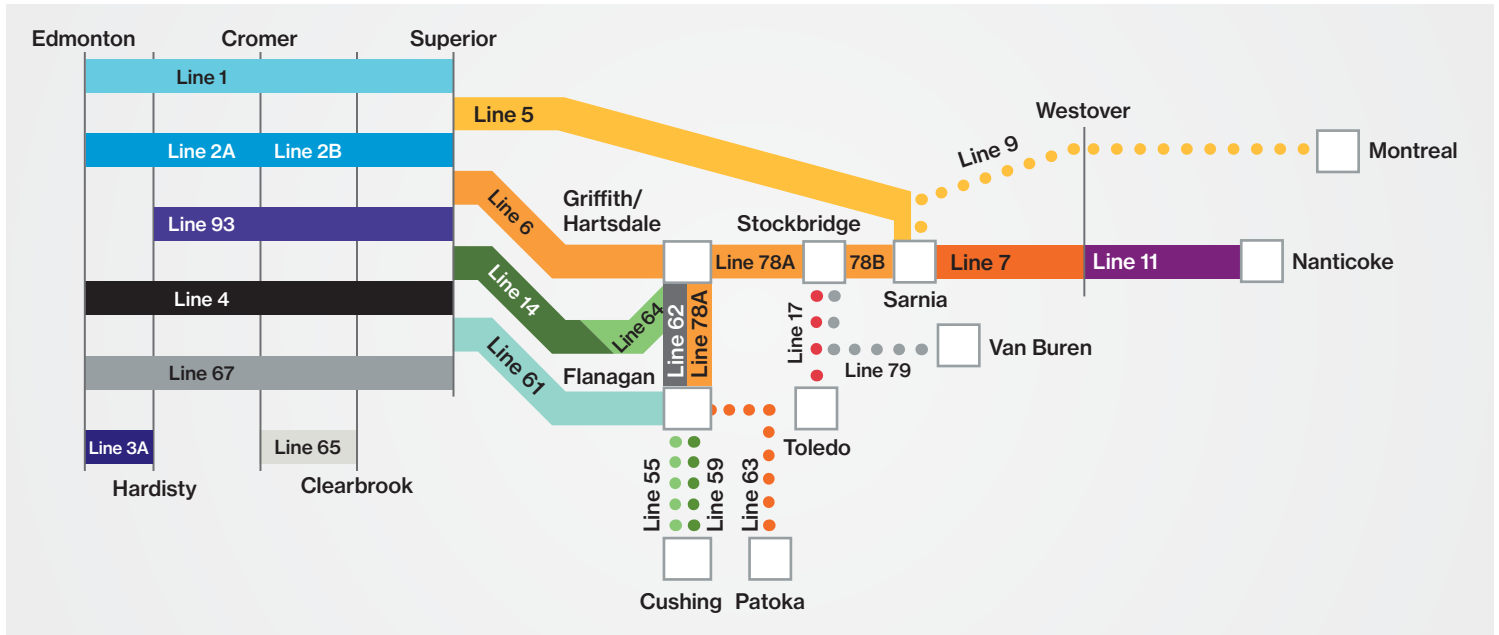 Edmonton
Cromer
Superior
Line 1
Line 5
Westover
Line 2A
Line 2B
Line 9
Montreal
Line 93
Line 6
Griffith/
Hartsdale
Stockbridge
Line 78A
78B
Line 7
Line 11
Nanticoke
Sarnia
Line 4
Line 14
Line 64
Line 62
Line 78A
Line 17
Van Buren
Line 79
Line 67
Line 61
Flanagan
Line 3A
Line 65
Toledo
Hardisty
Clearbrook
Line 55
Line 59
Line 63
Cushing
Patoka